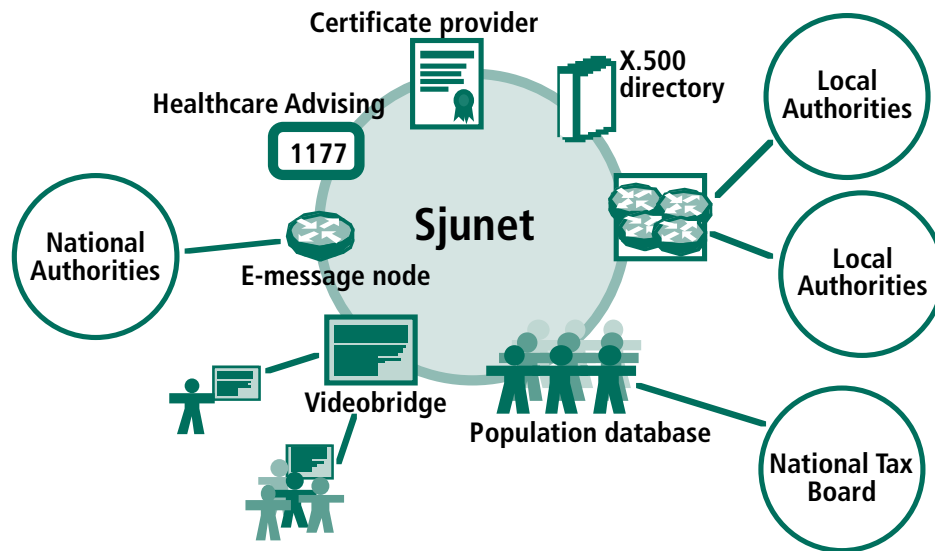 Certificate provider
X.500
directory
Local
Authorities
Healthcare Advising
1177
Sjunet
National
Authorities
E-message node
Local
Authorities
Videobridge
Population database
National Tax
Board